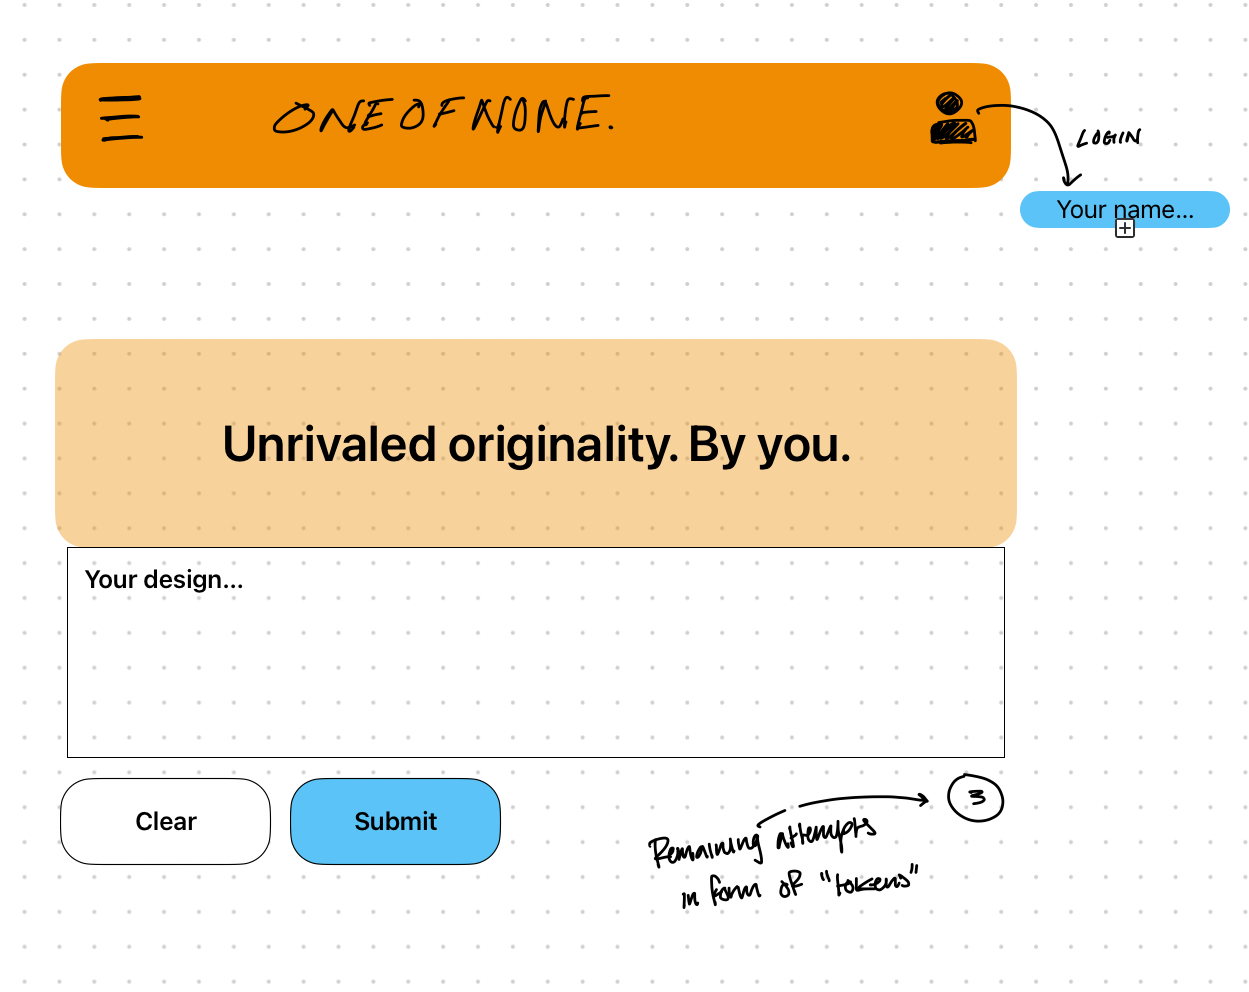 ONE OF NONE.
LOGIN
Your name...
Unrivaled originality. By you.
Your design...
Clear
Submit
3
Remaining attempts
in form of "tokens"